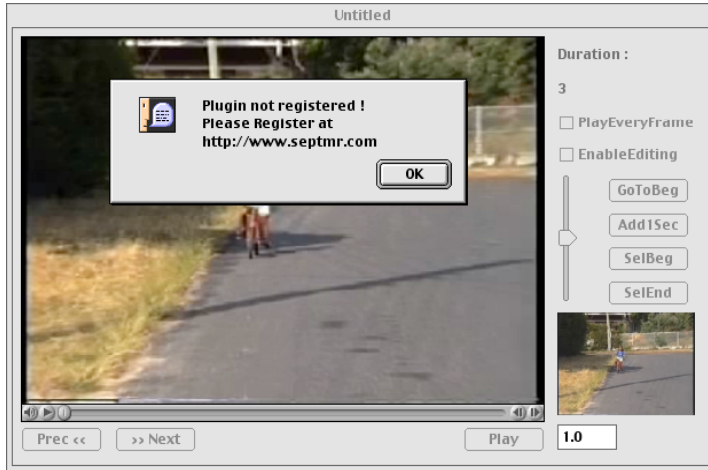 Untitled
Duration :
3
PlayEveryFrame
EnableEditing
Plugin not registered !
Please Register at
http://www.septmr.com
OK
GoToBeg
Add1Sec
SelBeg
SelEnd
Prec <<
>> Next
Play
1.0